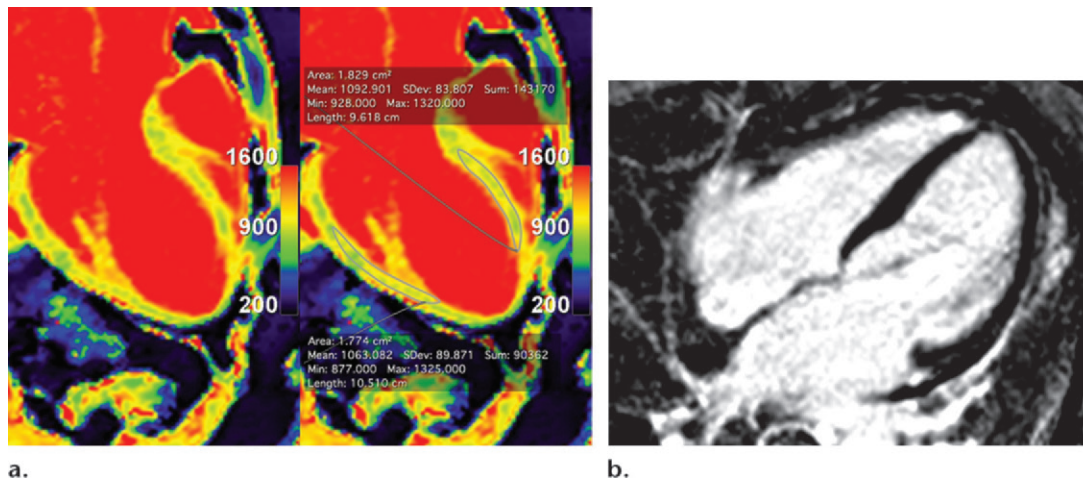 Area: 1.829 cm²
Mean: 1092.901 SDev: 83.807 Sum: 143170
Min: 928.000 Max: 1320.000
Length: 9.618 cm
1600
1600
900
900
200
200
Area: 1.774 cm²
Mean: 1063.082 SDev: 89.871 Sum: 90362
Min: 877.000 Max: 1325.000
Length: 10.510 cm
a.
b.